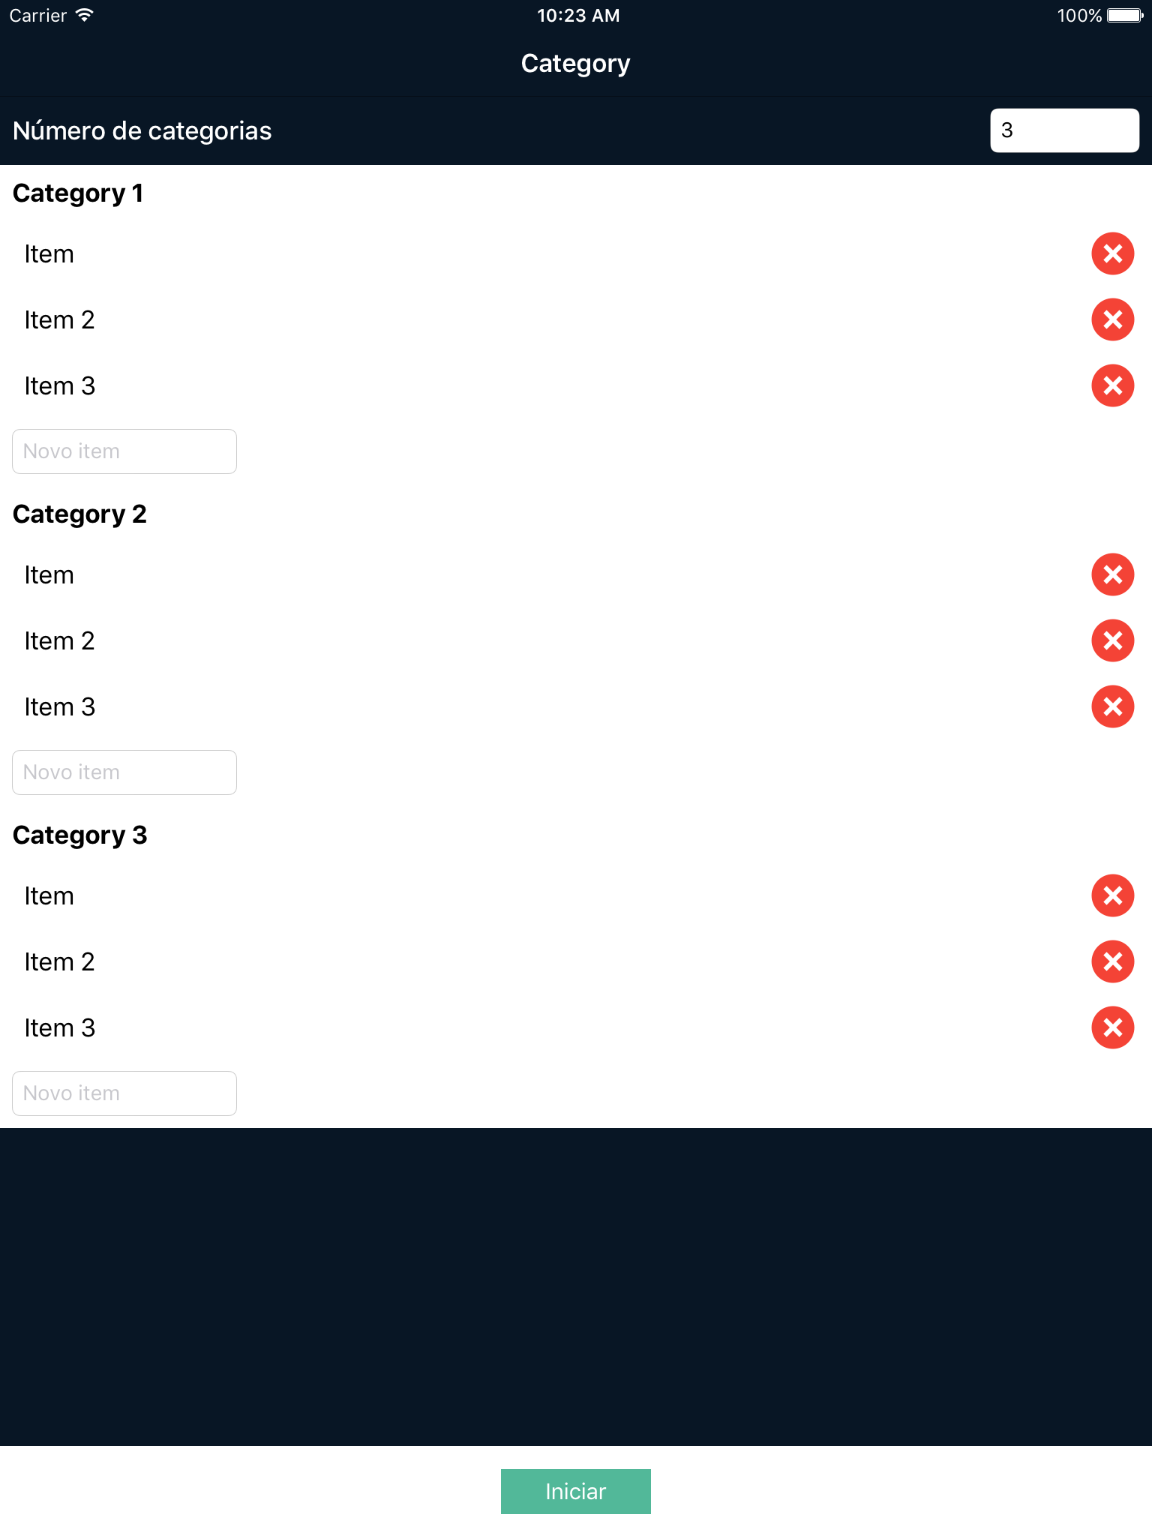 Carrier 10:23 AM 100%
Category
Número de categorias 3
Category 1
Item
Item 2
Item 3
Novo item
Category 2
Item
Item 2
Item 3
Novo item
Category 3
Item
Item 2
Item 3
Novo item
Iniciar